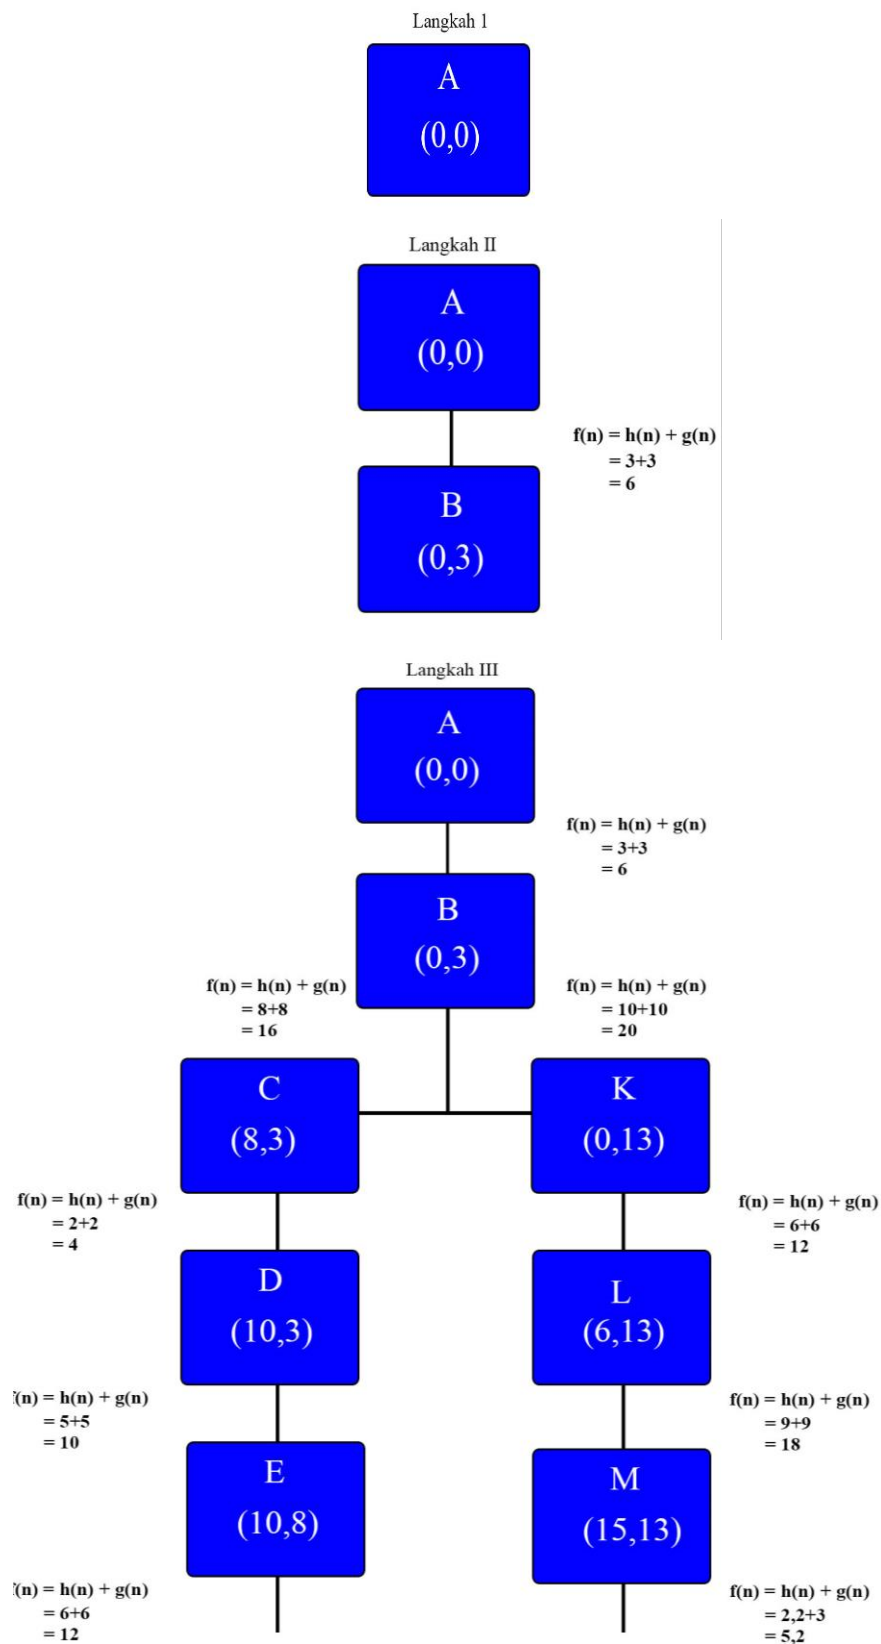 Langkah 1
A
(0,0)
Langkah II
A
(0,0)
f(n) = h(n) + g(n)
= 3+3
= 6
B
(0,3)
Langkah III
A
(0,0)
f(n) = h(n) + g(n)
= 3+3
= 6
B
(0,3)
f(n) = h(n) + g(n)
= 8+8
= 16
f(n) = h(n) + g(n)
= 10+10
= 20
C
(8,3)
K
(0,13)
f(n) = h(n) + g(n)
= 2+2
= 4
f(n) = h(n) + g(n)
= 6+6
= 12
D
(10,3)
L
(6,13)
f(n) = h(n) + g(n)
= 5+5
= 10
f(n) = h(n) + g(n)
= 9+9
= 18
E
(10,8)
M
(15,13)
f(n) = h(n) + g(n)
= 6+6
= 12
f(n) = h(n) + g(n)
= 2,2+3
= 5,2